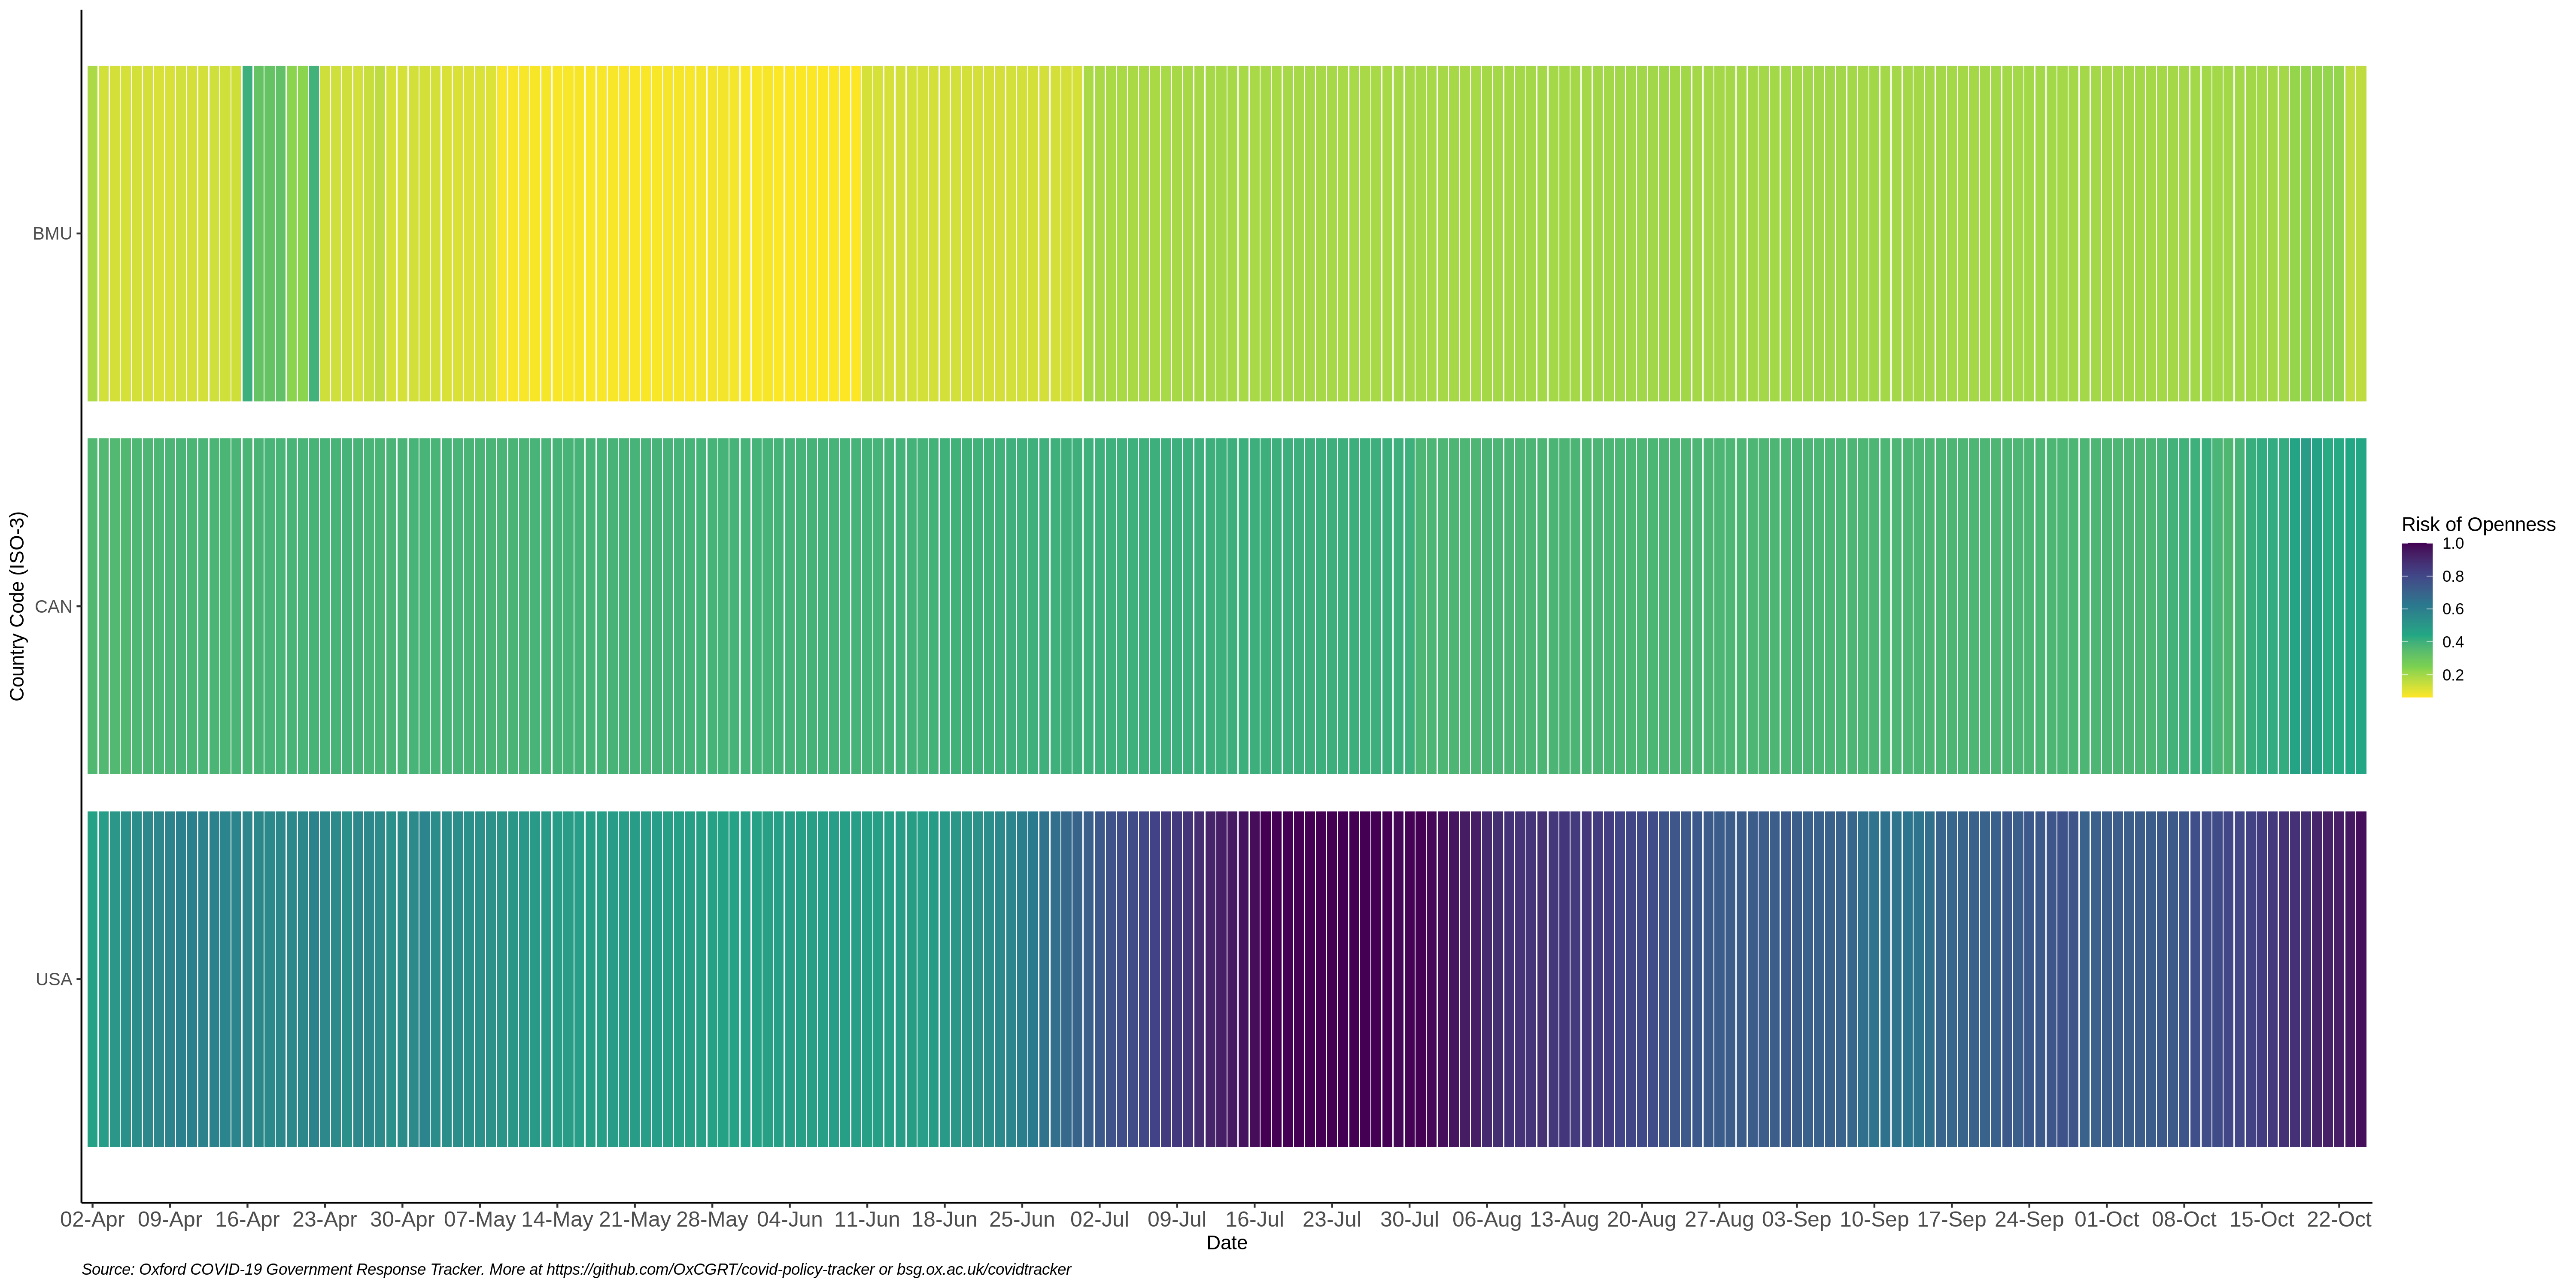 BMU
CAN
USA
Country Code (ISO-3)
Risk of Openness
1.0
0.8
0.6
0.4
0.2
02-Apr 09-Apr 16-Apr 23-Apr 30-Apr 07-May 14-May 21-May 28-May 04-Jun 11-Jun 18-Jun 25-Jun 02-Jul 09-Jul 16-Jul 23-Jul 30-Jul 06-Aug 13-Aug 20-Aug 27-Aug 03-Sep 10-Sep 17-Sep 24-Sep 01-Oct 08-Oct 15-Oct 22-Oct
Date
Source: Oxford COVID-19 Government Response Tracker. More at https://github.com/OxCGRT/covid-policy-tracker or bsg.ox.ac.uk/covidtracker